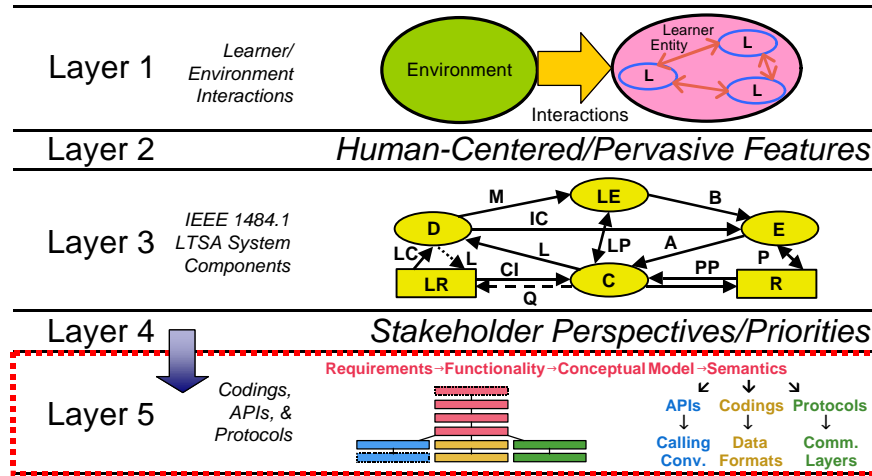 Layer 1
Learner/
Environment
Interactions
Environment
Interactions
Learner
Entity
L
L
L
Layer 2
Human-Centered/Pervasive Features
Layer 3
IEEE 1484.1
LTSA System
Components
M
LE
B
D
IC
E
LC
L
L
LP
A
P
LR
CI
C
PP
R
Q
Layer 4
Stakeholder Perspectives/Priorities
Layer 5
Codings,
APIs, &
Protocols
Requirements→Functionality→Conceptual Model→Semantics
APIs Codings Protocols
Calling Data Comm.
Conv. Formats Layers